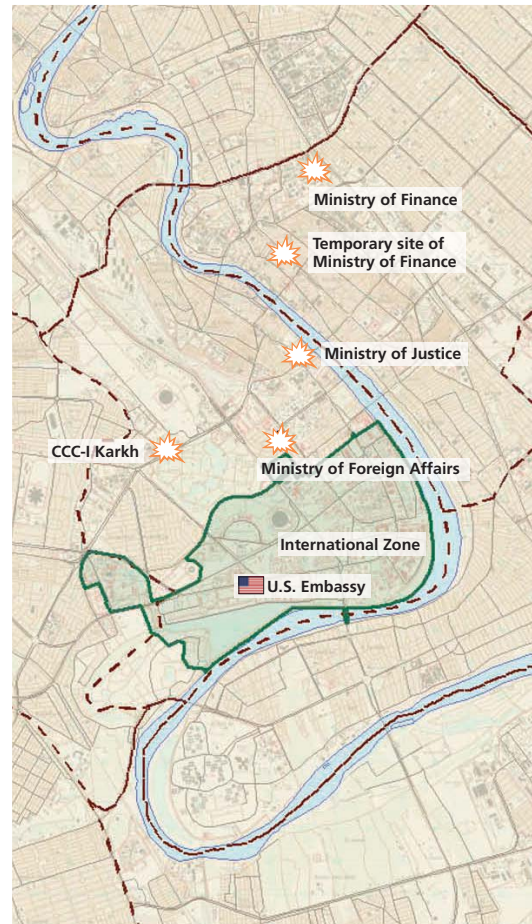 Ministry of Finance
Temporary site of
Ministry of Finance
Ministry of Justice
CCC-I Karkh
Ministry of Foreign Affairs
International Zone
U.S. Embassy